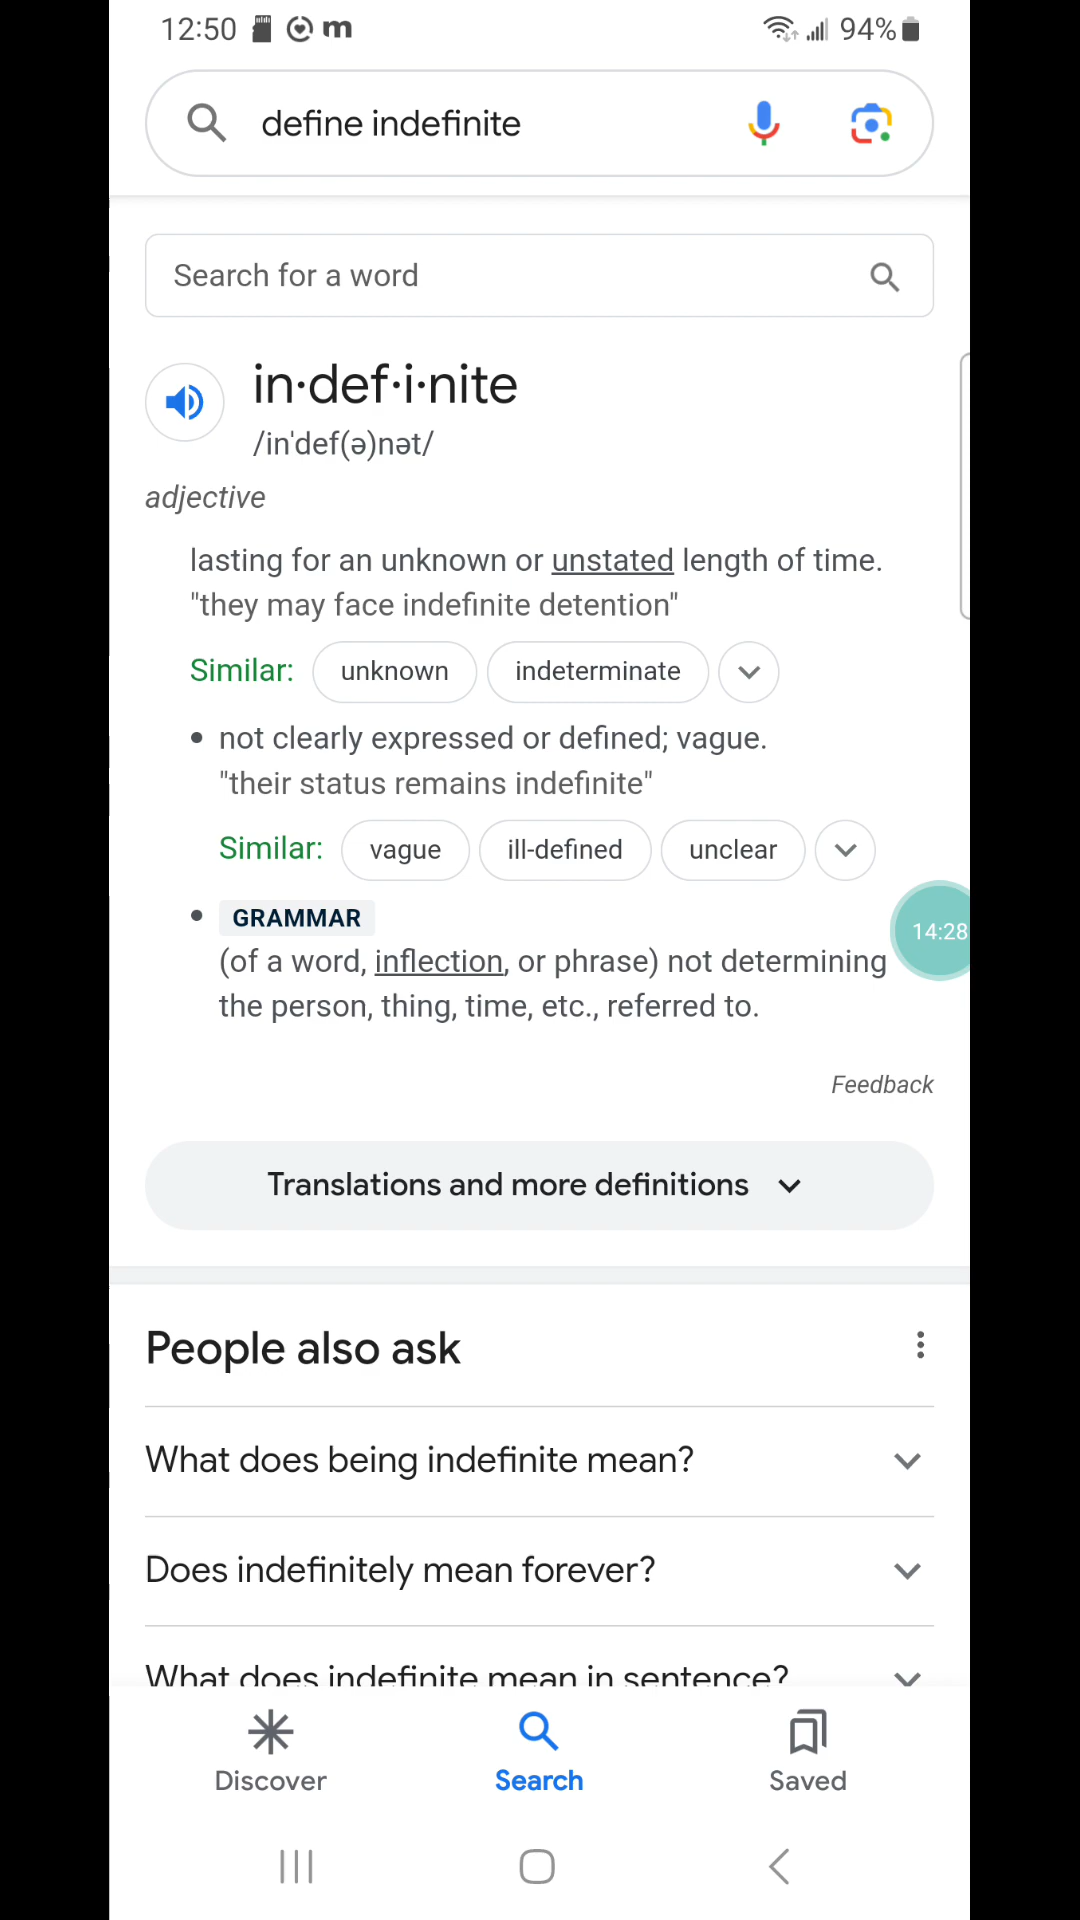 12:50 m 94%
define indefinite
Search for a word
in·def·i·nite
/inˈdef(ə)nət/
adjective
lasting for an unknown or unstated length of time.
"they may face indefinite detention"
Similar: unknown indeterminate
• not clearly expressed or defined; vague.
"their status remains indefinite"
Similar: vague ill-defined unclear
• GRAMMAR
14:28
(of a word, inflection, or phrase) not determining
the person, thing, time, etc., referred to.
Feedback
Translations and more definitions
People also ask
What does being indefinite mean?
Does indefinitely mean forever?
What does indefinite mean in sentence?
Discover Search Saved